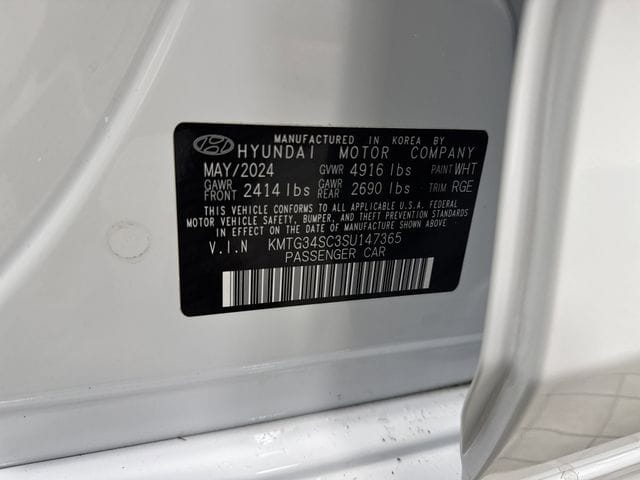 MANUFACTURED IN KOREA BY
HYUNDAI MOTOR COMPANY
MAY/2024 GVWR 4916 lbs PAINT WHT
GAWR FRONT 2414 lbs GAWR REAR 2690 lbs TRIM RGE
THIS VEHICLE CONFORMS TO ALL APPLICABLE U.S.A. FEDERAL
MOTOR VEHICLE SAFETY, BUMPER, AND THEFT PREVENTION STANDARDS
IN EFFECT ON THE DATE OF MANUFACTURE SHOWN ABOVE.
V.I.N KMTG34SC3SU147365
PASSENGER CAR